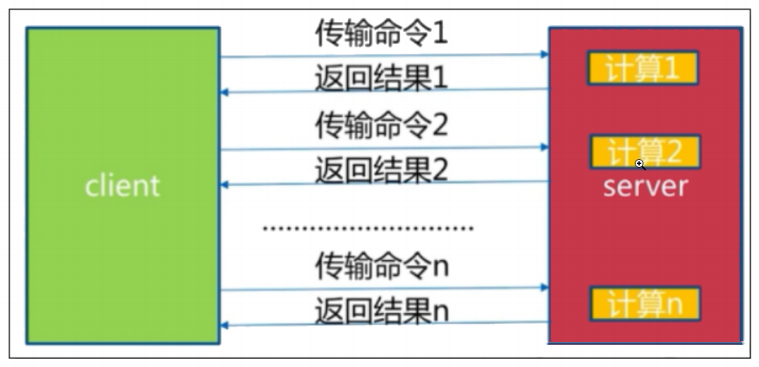 传输命令1
计算1
返回结果1
传输命令2
计算2
返回结果2
client
server
传输命令n
计算n
返回结果n